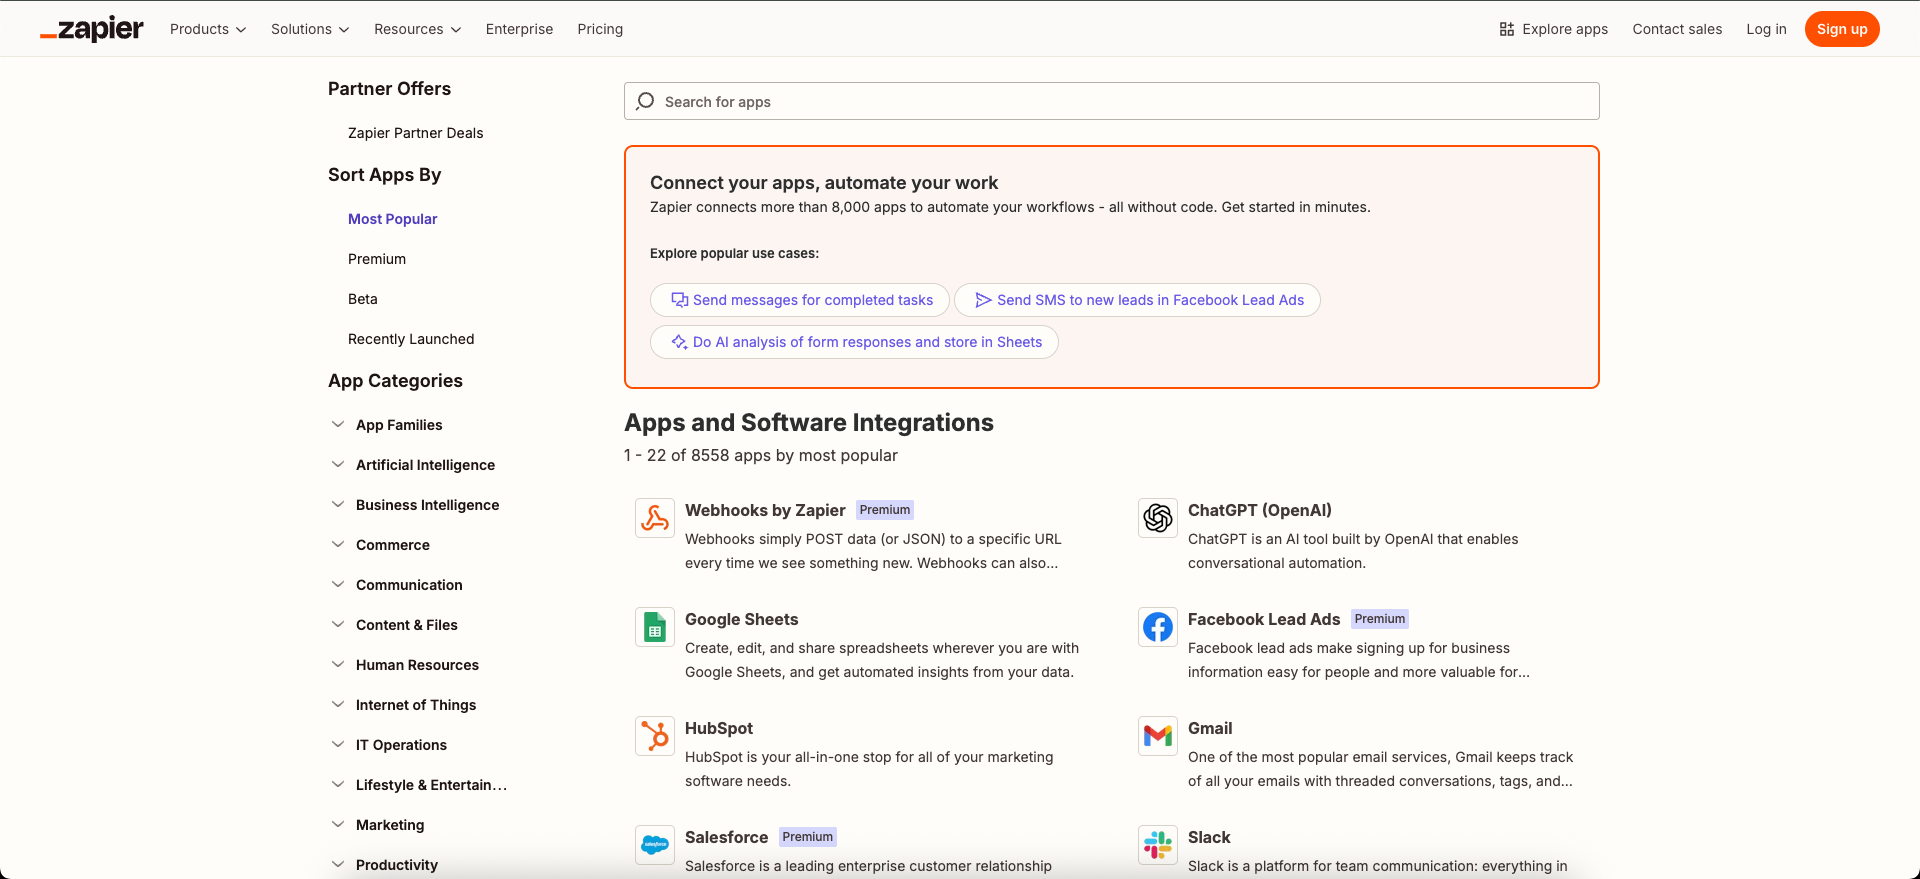 zapier
Products
Solutions
Resources
Enterprise
Pricing
Explore apps
Contact sales
Log in
Sign up
Partner Offers
Zapier Partner Deals
Sort Apps By
Most Popular
Premium
Beta
Recently Launched
App Categories
App Families
Artificial Intelligence
Business Intelligence
Commerce
Communication
Content & Files
Human Resources
Internet of Things
IT Operations
Lifestyle & Entertain...
Marketing
Productivity
Search for apps
Connect your apps, automate your work
Zapier connects more than 8,000 apps to automate your workflows - all without code. Get started in minutes.
Explore popular use cases:
Send messages for completed tasks
Send SMS to new leads in Facebook Lead Ads
Do AI analysis of form responses and store in Sheets
Apps and Software Integrations
1 - 22 of 8558 apps by most popular
Webhooks by Zapier Premium
Webhooks simply POST data (or JSON) to a specific URL
every time we see something new. Webhooks can also...
ChatGPT (OpenAI)
ChatGPT is an AI tool built by OpenAI that enables
conversational automation.
Google Sheets
Create, edit, and share spreadsheets wherever you are with
Google Sheets, and get automated insights from your data.
Facebook Lead Ads Premium
Facebook lead ads make signing up for business
information easy for people and more valuable for...
HubSpot
HubSpot is your all-in-one stop for all of your marketing
software needs.
Gmail
One of the most popular email services, Gmail keeps track
of all your emails with threaded conversations, tags, and...
salesforce
Salesforce Premium
Salesforce is a leading enterprise customer relationship
Slack
Slack is a platform for team communication: everything in